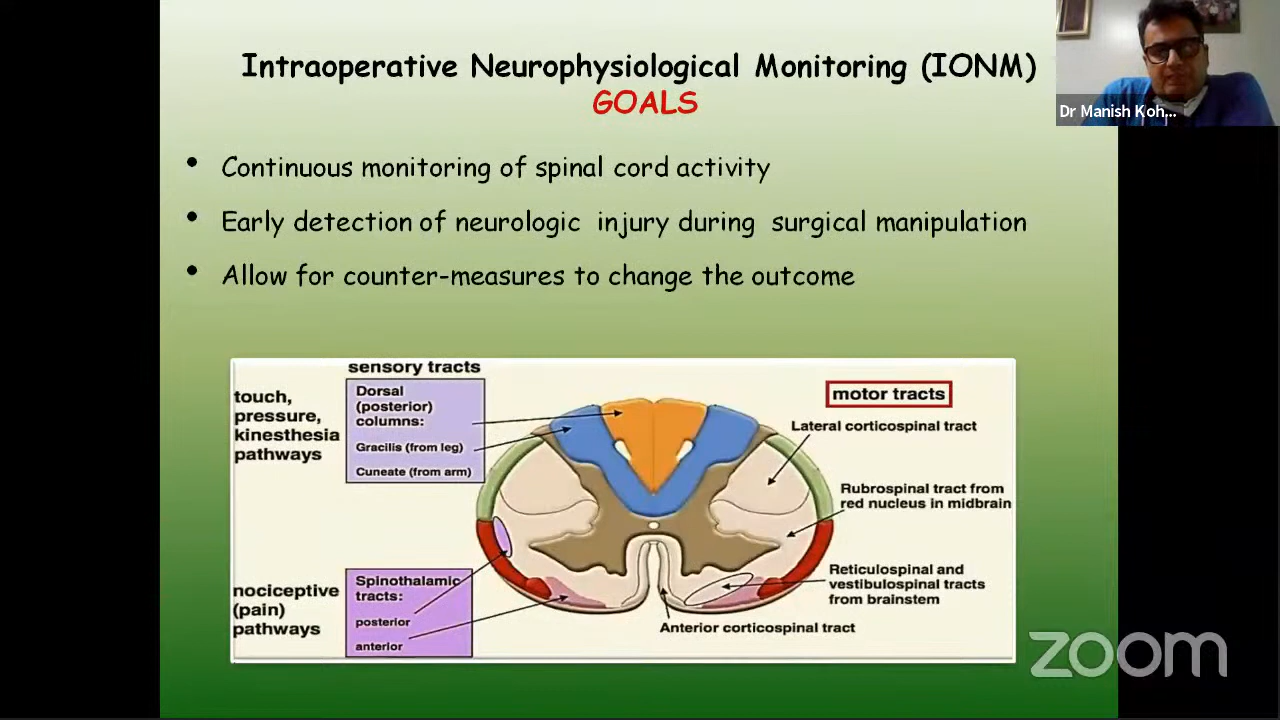 Intraoperative Neurophysiological Monitoring (IONM)
GOALS
Dr Manish Koh...
• Continuous monitoring of spinal cord activity
• Early detection of neurologic injury during surgical manipulation
• Allow for counter-measures to change the outcome
sensory tracts
touch,
pressure,
kinesthesia
pathways
Dorsal
(posterior)
columns:
Gracilis (from leg)
Cuneate (from arm)
motor tracts
Lateral corticospinal tract
Rubrospinal tract from
red nucleus in midbrain
nociceptive
(pain)
pathways
Spinothalamic
tracts:
posterior
anterior
Reticulospinal and
vestibulospinal tracts
from brainstem
Anterior corticospinal tract
zoom